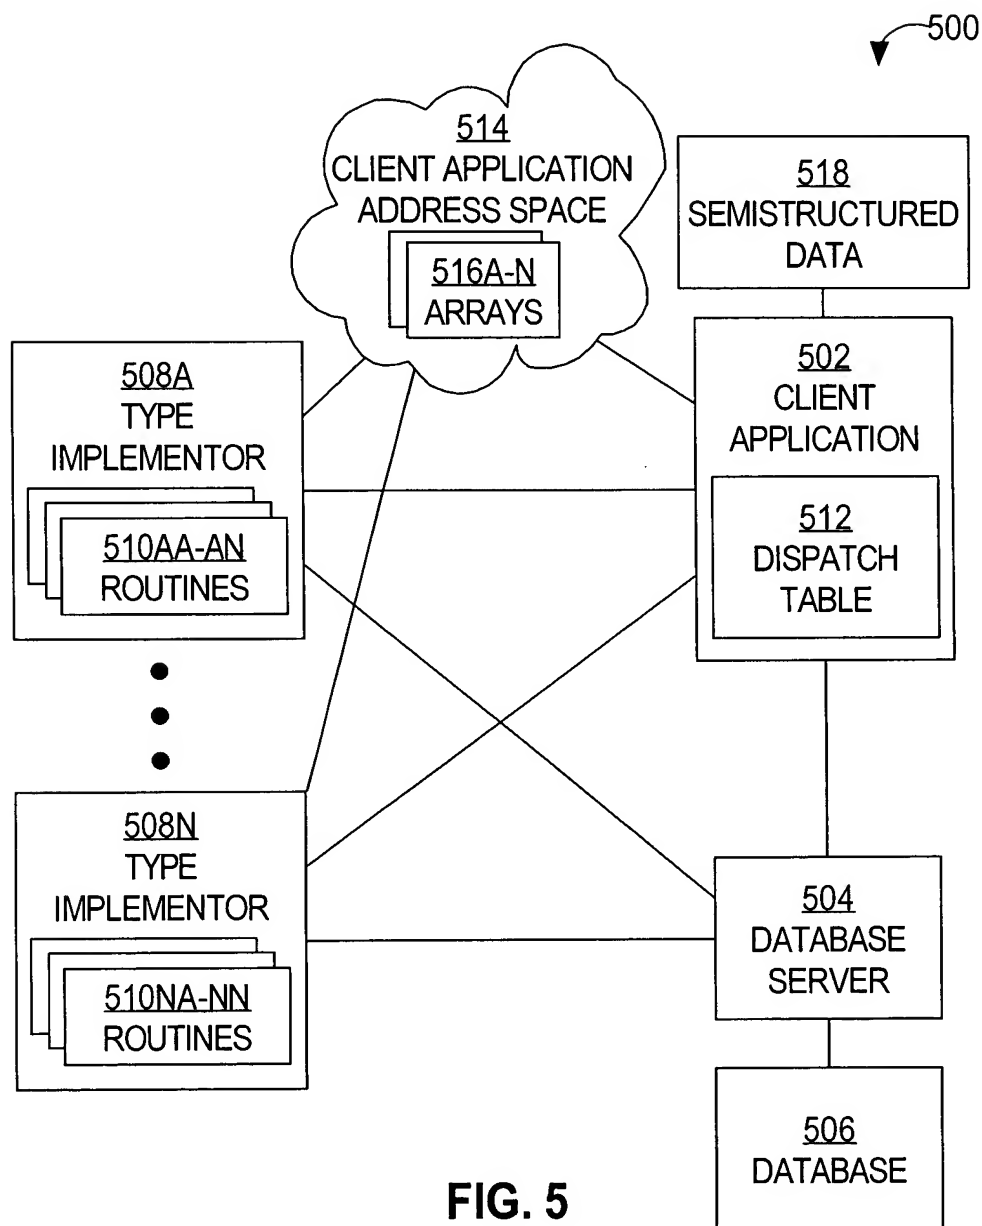 500
514
CLIENT APPLICATION
ADDRESS SPACE
516A-N
ARRAYS
518
SEMISTRUCTURED
DATA
502
CLIENT
APPLICATION
512
DISPATCH
TABLE
508A
TYPE
IMPLEMENTOR
510AA-AN
ROUTINES
508N
TYPE
IMPLEMENTOR
510NA-NN
ROUTINES
504
DATABASE
SERVER
506
DATABASE
FIG. 5